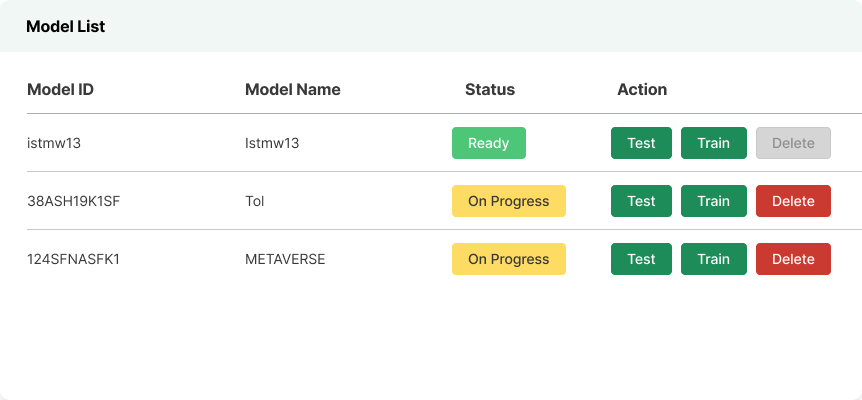 Model List
Model ID Model Name Status Action
istmw13 Istmw13 Ready Test Train Delete
38ASH19K1SF Tol On Progress Test Train Delete
124SFNASFK1 METAVERSE On Progress Test Train Delete